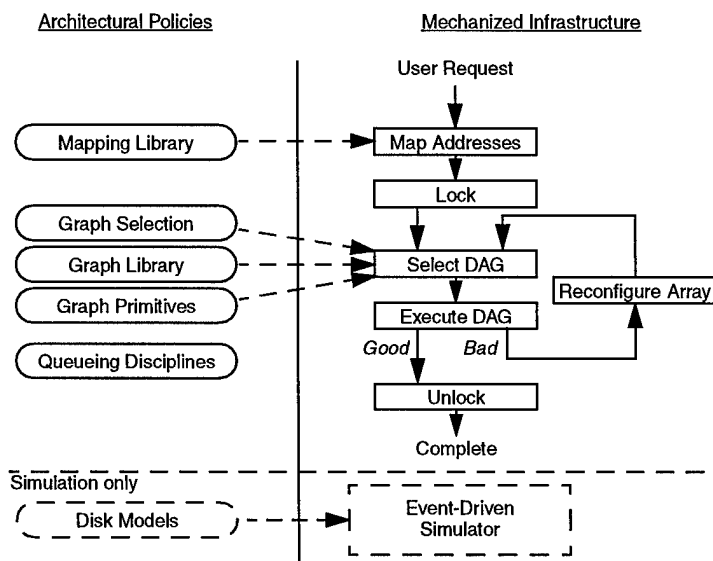 Architectural Policies
Mechanized Infrastructure
User Request
Mapping Library
Map Addresses
Lock
Graph Selection
Graph Library
Select DAG
Graph Primitives
Reconfigure Array
Execute DAG
Good
Bad
Queueing Disciplines
Unlock
Complete
Simulation only
Disk Models
Event-Driven
Simulator